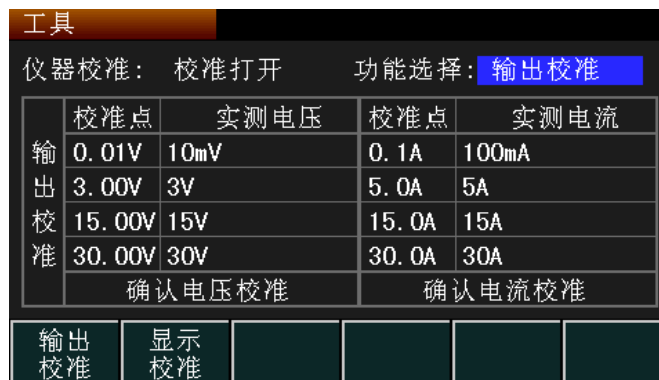 工具
仪器校准: 校准打开 功能选择: 输出校准
校准点 实测电压 校准点 实测电流
输出校准
0.01V 10mV 0.1A 100mA
3.00V 3V 5.0A 5A
15.00V 15V 15.0A 15A
30.00V 30V 30.0A 30A
确认电压校准 确认电流校准
输出 显示
校准 校准